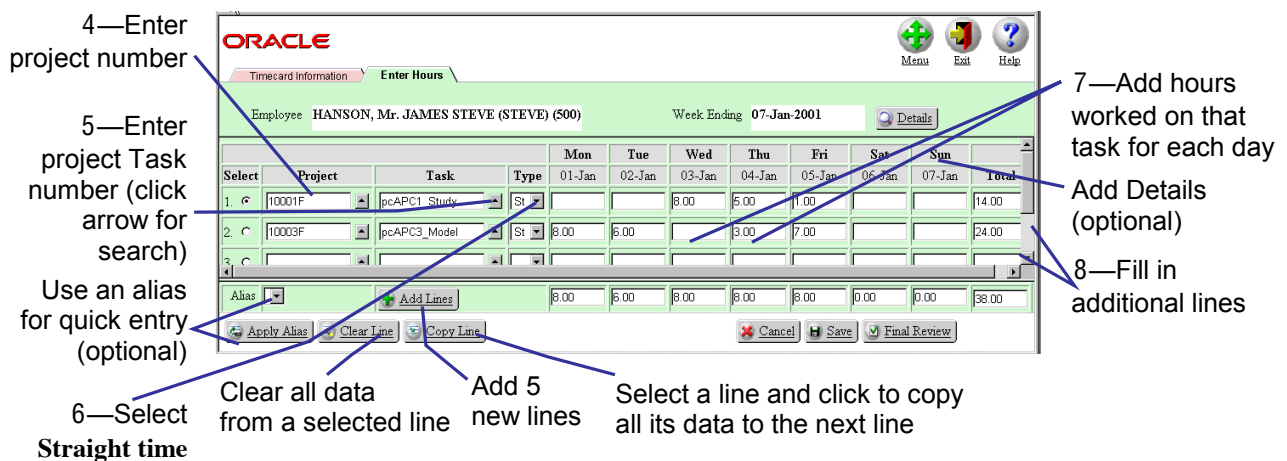 4—Enter
project number
5—Enter
project Task
number (click
arrow for
search)
Use an alias
for quick entry
(optional)
6—Select
Straight time
ORACLE
Menu Exit Help
Timecard Information Enter Hours
Employee HANSON, Mr. JAMES STEVE (STEVE) (500) Week Ending 07-Jan-2001 Details
Mon Tue Wed Thu Fri Sat Sun
Select Project Task Type 01-Jan 02-Jan 03-Jan 04-Jan 05-Jan 06-Jan 07-Jan Total
1. 10001F pcAPC1_Study St 8.00 5.00 1.00 14.00
2. 10003F pcAPC3_Model St 8.00 6.00 3.00 7.00 24.00
3.
Alias Add Lines 8.00 6.00 8.00 8.00 8.00 0.00 0.00 38.00
Apply Alias Clear Line Copy Line Cancel Save Final Review
Clear all data
from a selected line
Add 5
new lines
Select a line and click to copy
all its data to the next line
7—Add hours
worked on that
task for each day
Add Details
(optional)
8—Fill in
additional lines